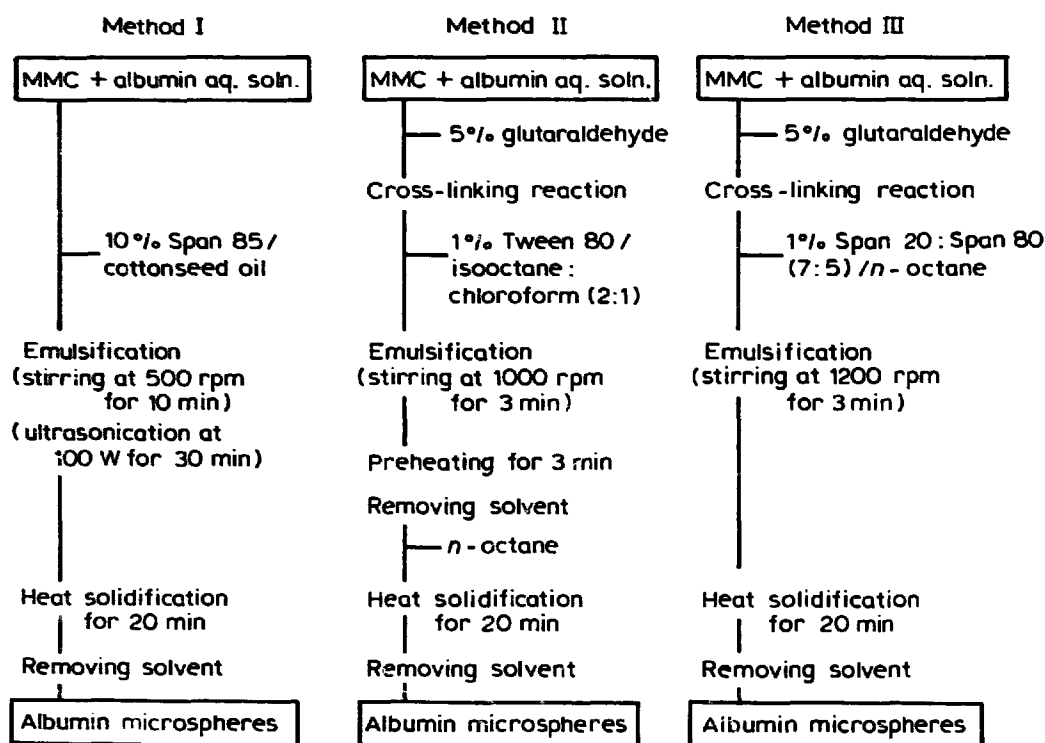 Method I
MMC + albumin aq. soln.
10% Span 85/
cottonseed oil
Emulsification
(stirring at 500 rpm
for 10 min)
(ultrasonication at
100 W for 30 min)
Heat solidification
for 20 min
Removing solvent
Albumin microspheres
Method II
MMC + albumin aq. soln.
5% glutaraldehyde
Cross-linking reaction
1% Tween 80 /
isooctane :
chloroform (2:1)
Emulsification
(stirring at 1000 rpm
for 3 min)
Preheating for 3 min
Removing solvent
n-octane
Heat solidification
for 20 min
Removing solvent
Albumin microspheres
Method III
MMC + albumin aq. soln.
5% glutaraldehyde
Cross-linking reaction
1% Span 20 : Span 80
(7:5) /n-octane
Emulsification
(stirring at 1200 rpm
for 3 min)
Heat solidification
for 20 min
Removing solvent
Albumin microspheres